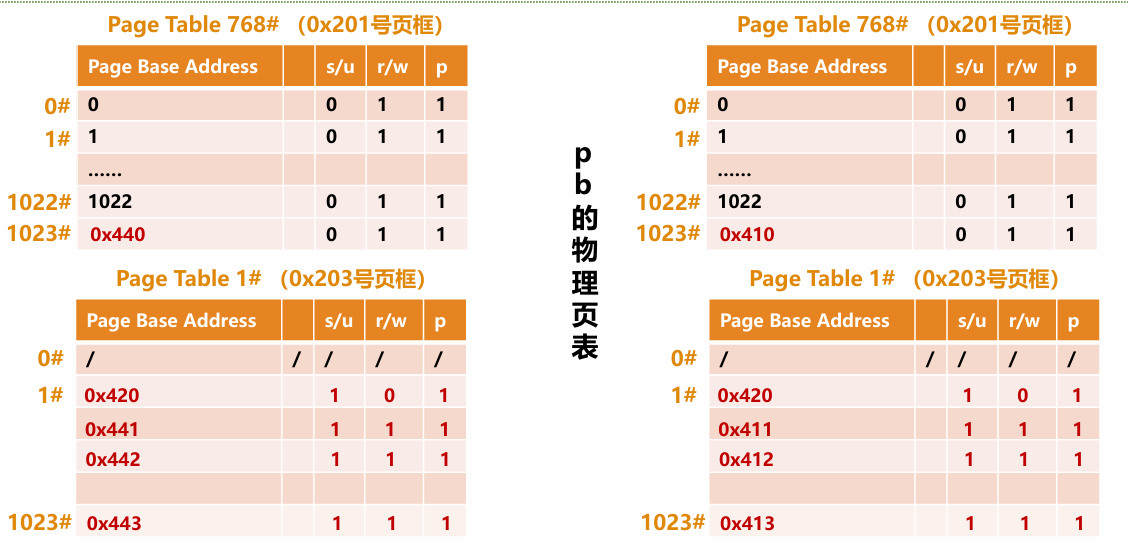 Page Table 768# （0x201号页框）
Page Base Address s/u r/w p
0# 0 0 1 1
1# 1 0 1 1
......
1022# 1022 0 1 1
1023# 0x440 0 1 1
Page Table 1# （0x203号页框）
Page Base Address s/u r/w p
0# / / / / /
1# 0x420 1 0 1
0x441 1 1 1
0x442 1 1 1
1023# 0x443 1 1 1
pb的物理页表
Page Table 768# （0x201号页框）
Page Base Address s/u r/w p
0# 0 0 1 1
1# 1 0 1 1
......
1022# 1022 0 1 1
1023# 0x410 0 1 1
Page Table 1# （0x203号页框）
Page Base Address s/u r/w p
0# / / / / /
1# 0x420 1 0 1
0x411 1 1 1
0x412 1 1 1
1023# 0x413 1 1 1